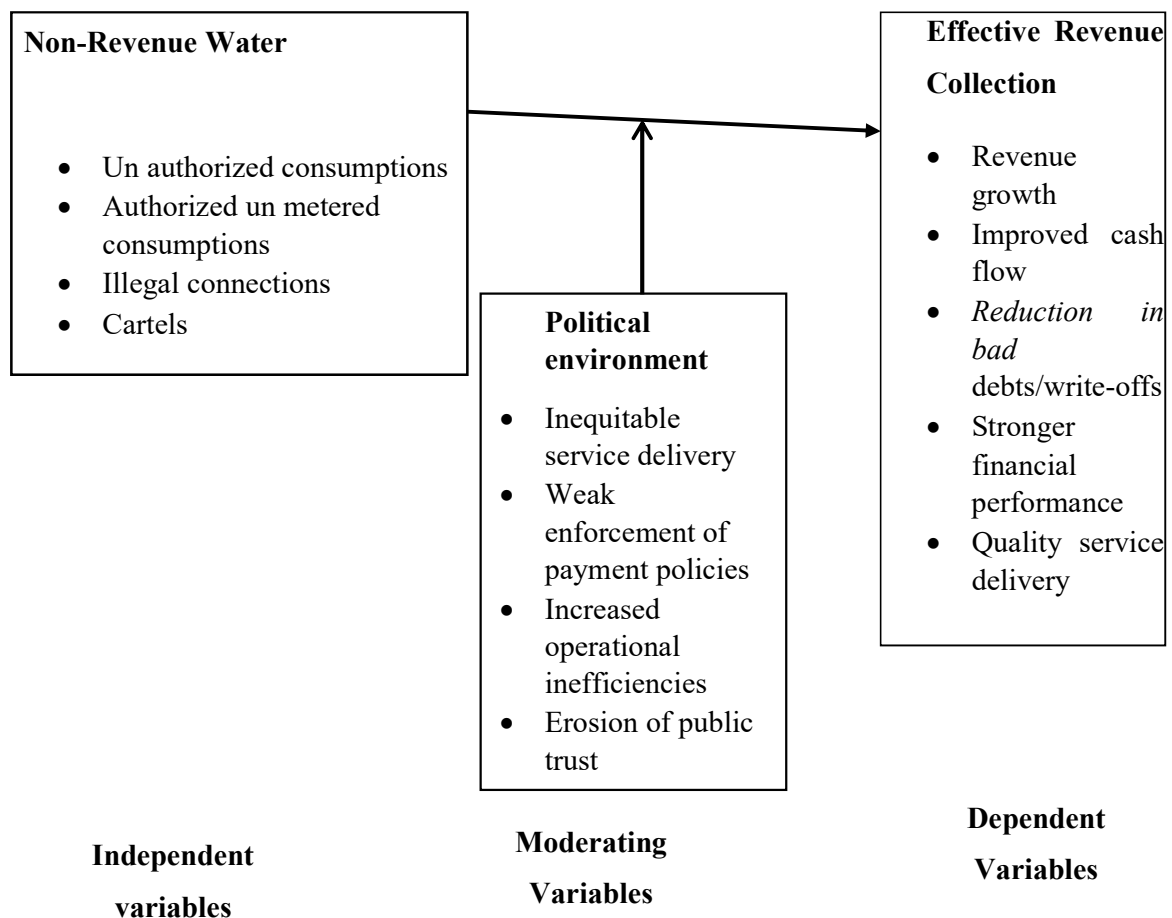 Non-Revenue Water
• Un authorized consumptions
• Authorized un metered
consumptions
• Illegal connections
• Cartels
Political
environment
• Inequitable
service delivery
• Weak
enforcement of
payment policies
• Increased
operational
inefficiencies
• Erosion of public
trust
Effective Revenue
Collection
• Revenue
growth
• Improved cash
flow
• Reduction in
bad
debts/write-offs
• Stronger
financial
performance
• Quality service
delivery
Independent
variables
Moderating
Variables
Dependent
Variables